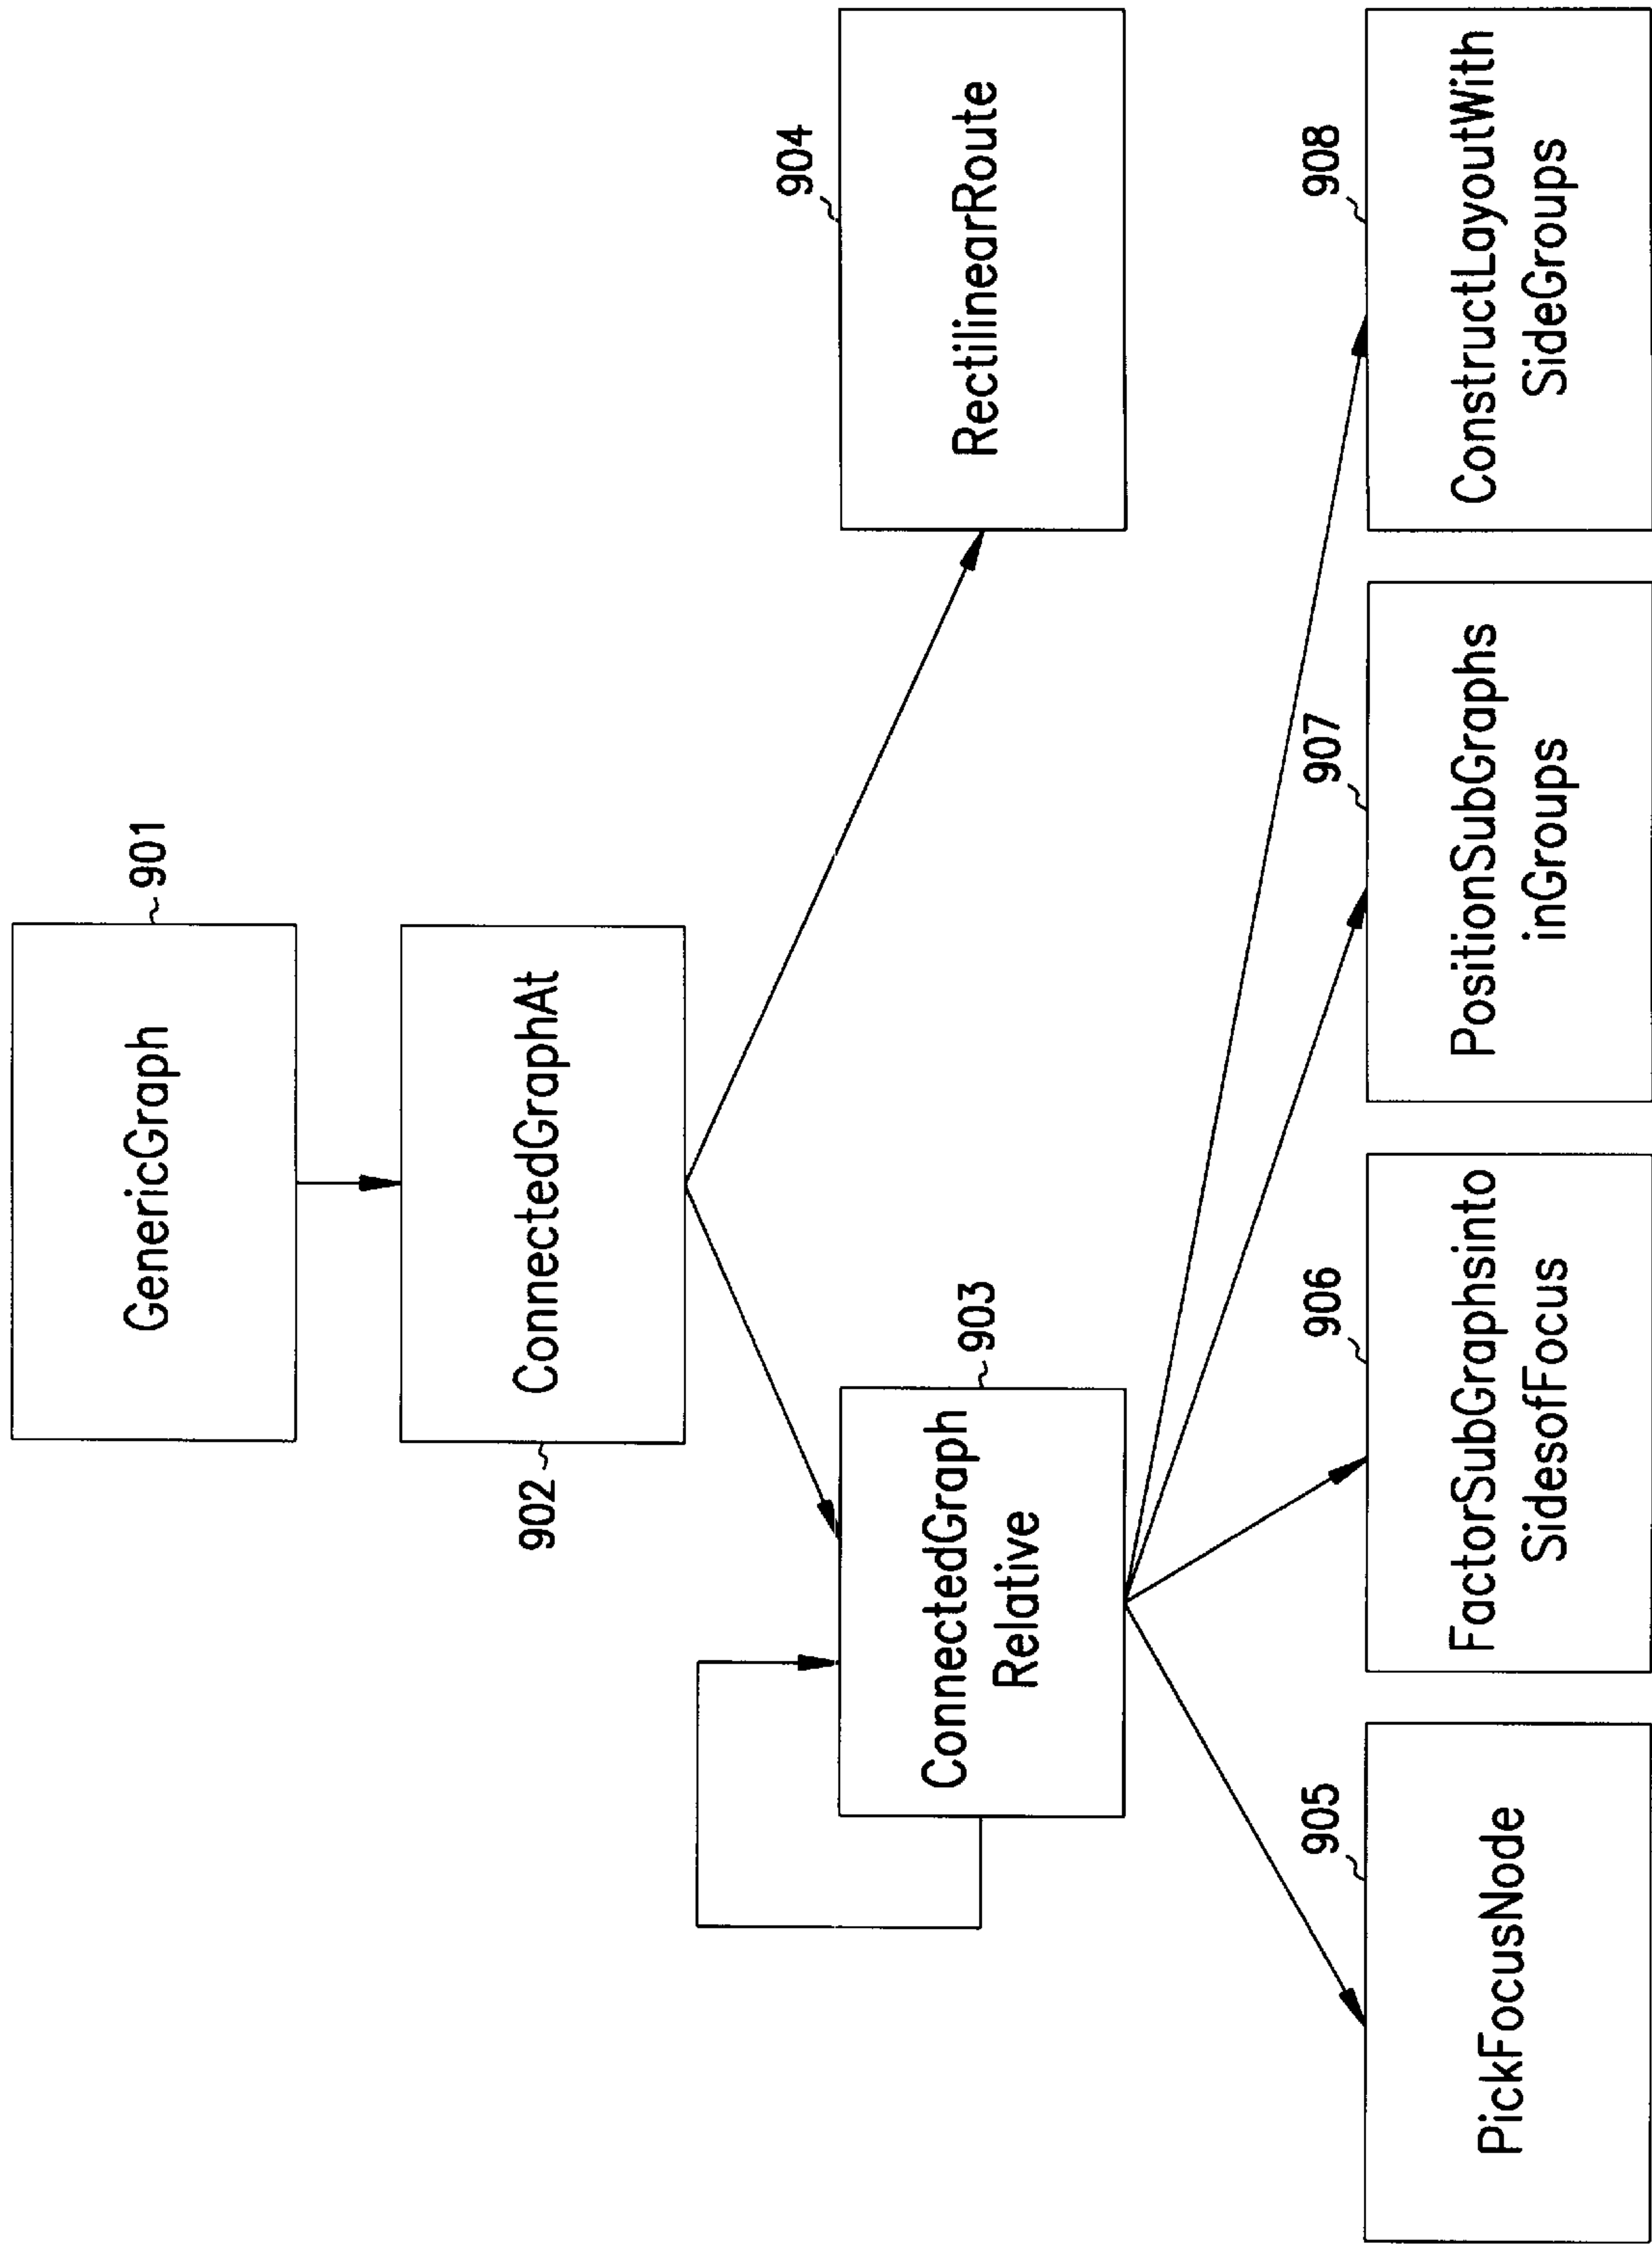 GenericGraph
901
ConnectedGraphAt
902
ConnectedGraph
Relative
903
RectilinearRoute
904
PickFocusNode
905
FactorSubGraphsinto
SidesofFocus
906
PositionSubGraphs
inGroups
907
ConstructLayoutWith
SideGroups
908